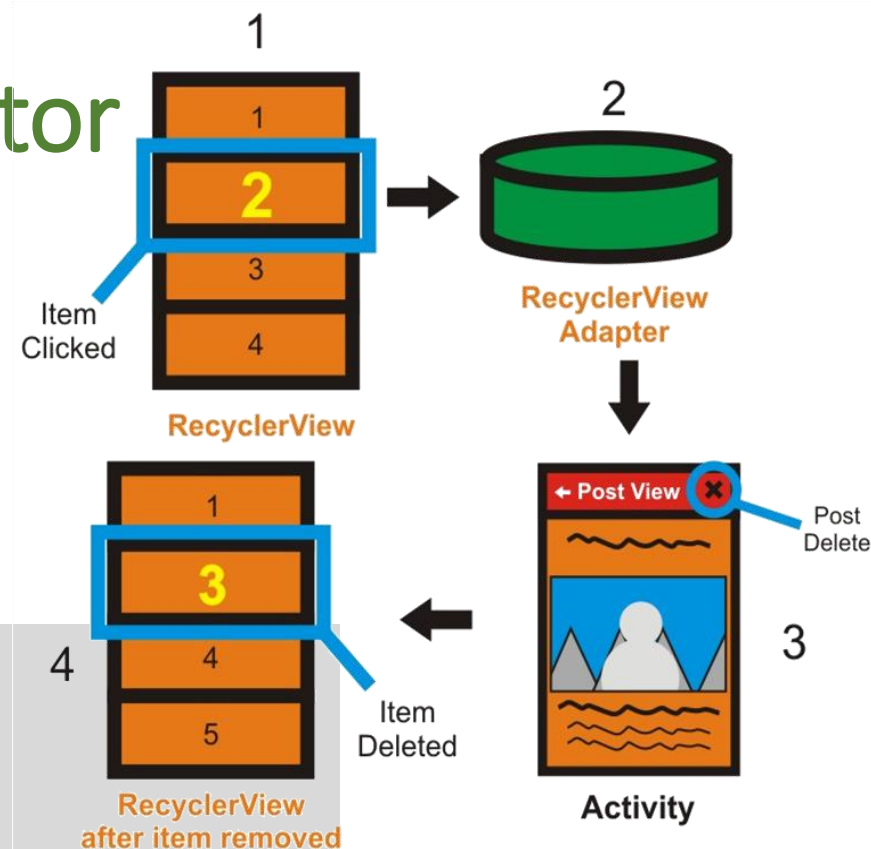 tor
1
1
2
3
4
Item
Clicked
RecyclerView
2
RecyclerView
Adapter
← Post View ✖
Post
Delete
3
Activity
1
3
4
5
4
Item
Deleted
RecyclerView
after item removed